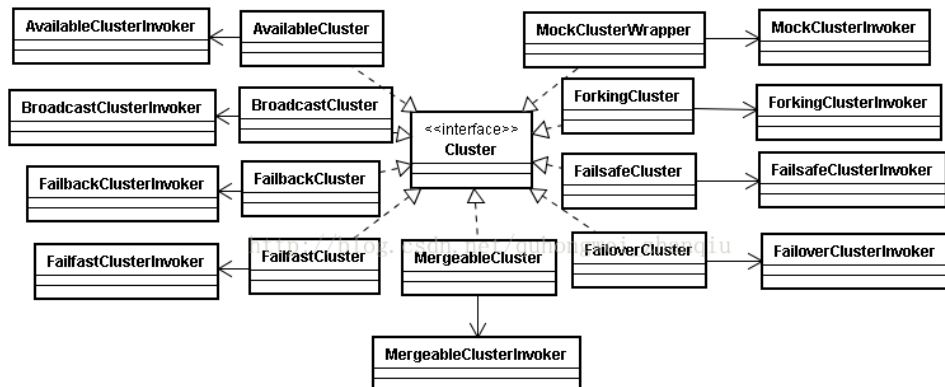 AvailableClusterInvoker
AvailableCluster
MockClusterWrapper
MockClusterInvoker
BroadcastClusterInvoker
BroadcastCluster
ForkingCluster
ForkingClusterInvoker
<<interface>>
Cluster
FailbackClusterInvoker
FailbackCluster
FailsafeCluster
FailsafeClusterInvoker
FailfastClusterInvoker
FailfastCluster
MergeableCluster
FailoverCluster
FailoverClusterInvoker
MergeableClusterInvoker